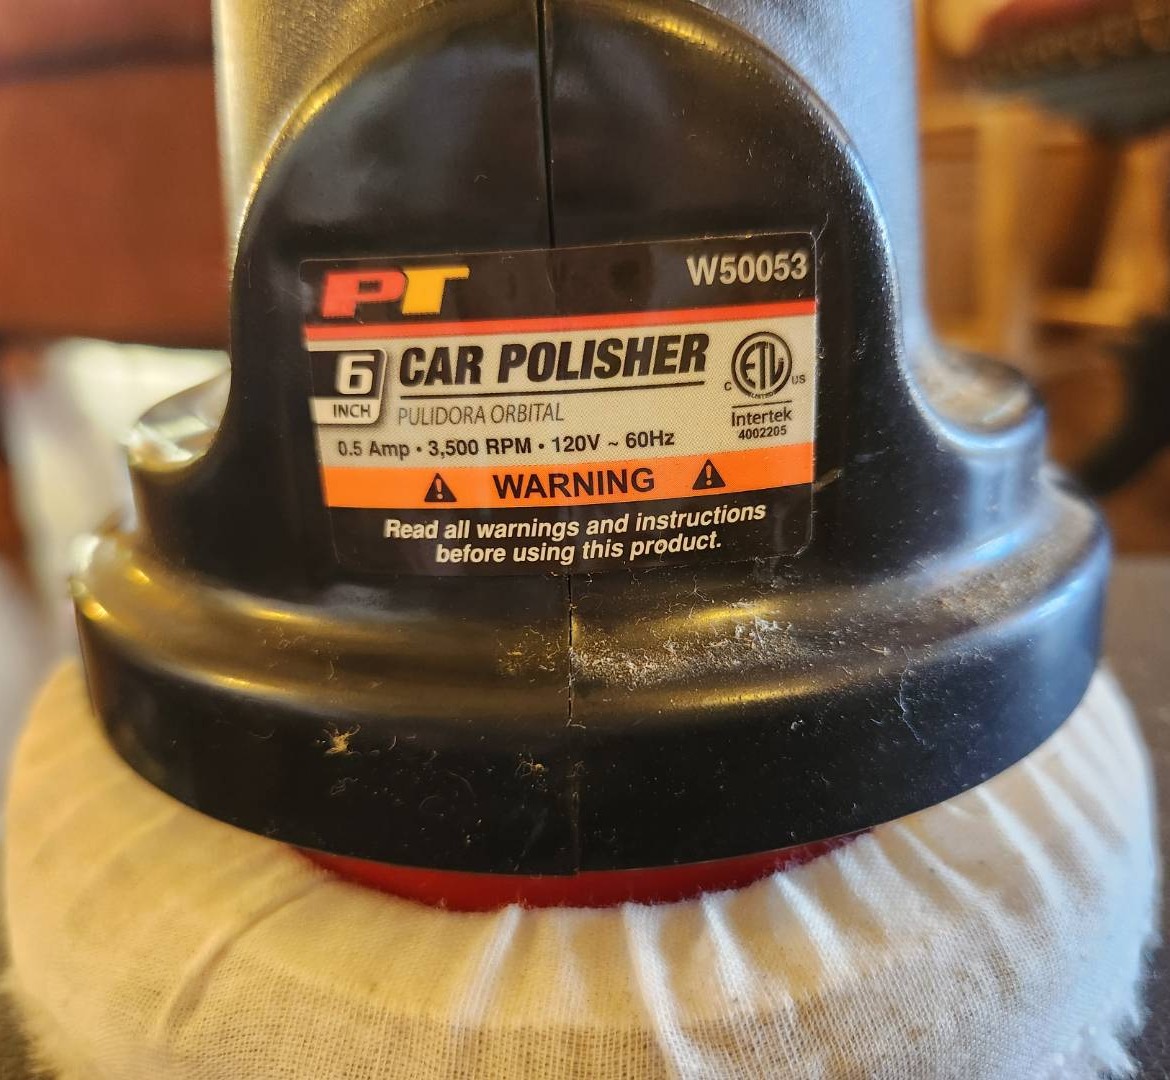 PT
W50053
6
INCH
CAR POLISHER
PULIDORA ORBITAL
0.5 Amp • 3,500 RPM • 120V ~ 60Hz
C ETL US
LISTED
Intertek
4002205
WARNING
Read all warnings and instructions
before using this product.